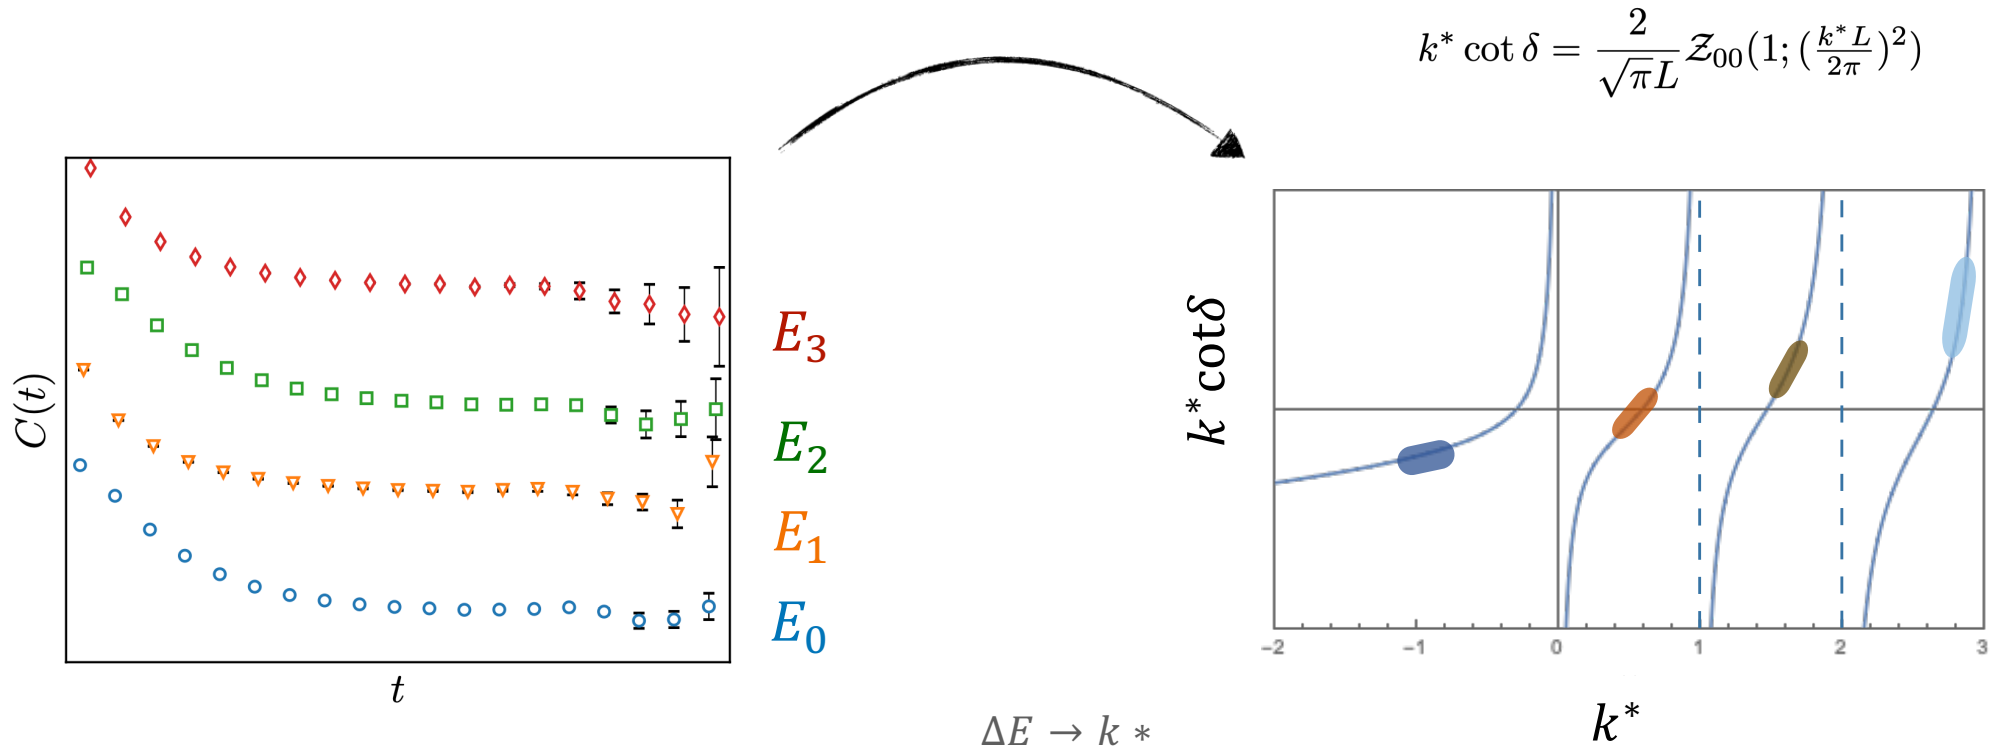 k* cot δ = 2/(√π L) 𝒵₀₀(1; (k*L/2π)²)
C(t)
t
E₃
E₂
E₁
E₀
ΔE → k *
k*cotδ
−2 −1 0 1 2 3
k*